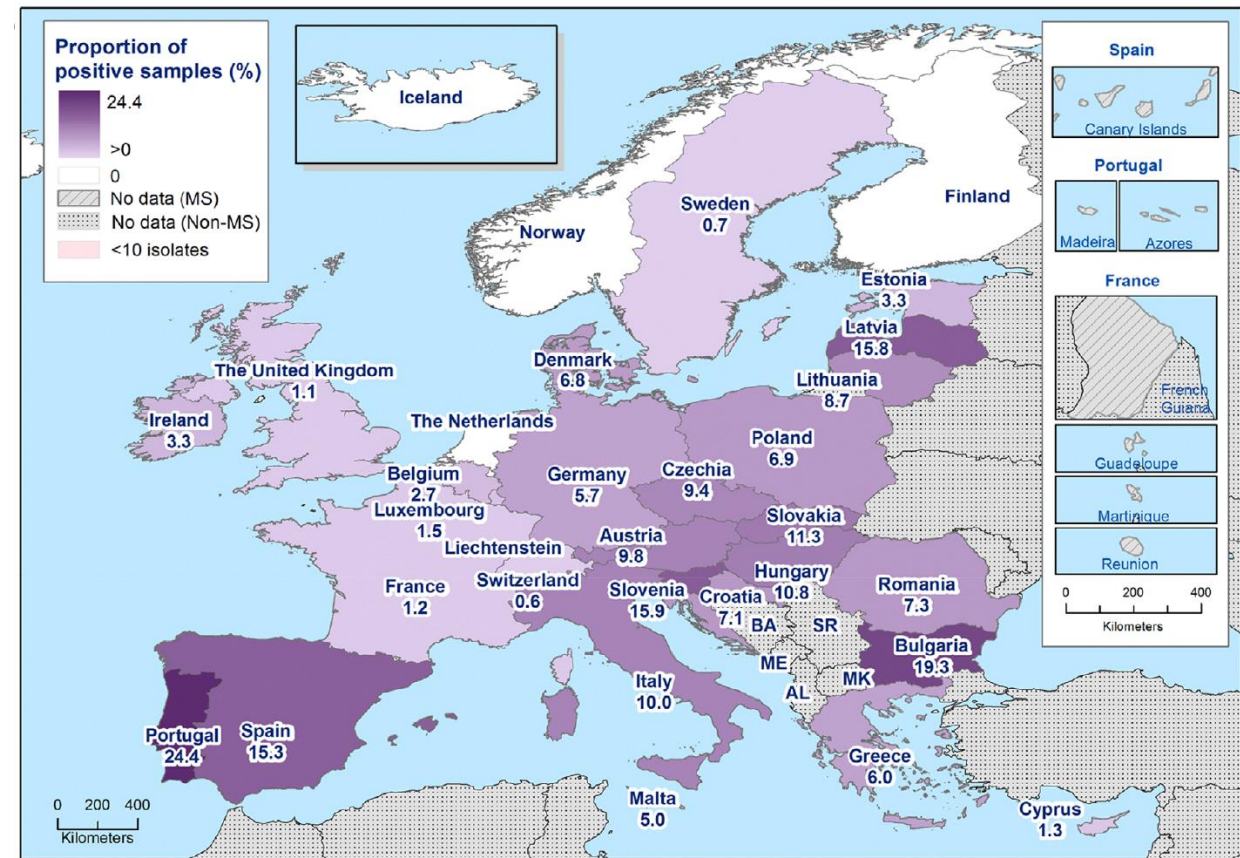 Proportion of
positive samples (%)
24.4
>0
0
No data (MS)
No data (Non-MS)
<10 isolates
Iceland
Norway
Sweden
0.7
Finland
Estonia
3.3
Latvia
15.8
Lithuania
8.7
Denmark
6.8
The United Kingdom
1.1
Ireland
3.3
The Netherlands
Belgium
2.7
Luxembourg
1.5
Germany
5.7
Poland
6.9
Czechia
9.4
Slovakia
11.3
Austria
9.8
Liechtenstein
Switzerland
0.6
France
1.2
Hungary
10.8
Slovenia
15.9
Croatia
7.1
Romania
7.3
BA
SR
Bulgaria
19.3
ME
MK
AL
Italy
10.0
Portugal
24.4
Spain
15.3
Greece
6.0
Malta
5.0
Cyprus
1.3
0 200 400
Kilometers
Spain
Canary Islands
Portugal
Madeira
Azores
France
French
Guiana
Guadeloupe
Martinique
Reunion
0 200 400
Kilometers